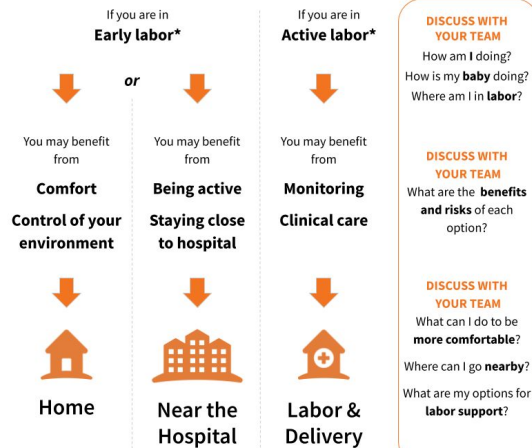 If you are in
Early labor*
or
You may benefit
from
Comfort
Control of your
environment
Home
You may benefit
from
Being active
Staying close
to hospital
Near the
Hospital
If you are in
Active labor*
You may benefit
from
Monitoring
Clinical care
Labor &
Delivery
DISCUSS WITH
YOUR TEAM
How am I doing?
How is my baby doing?
Where am I in labor?
DISCUSS WITH
YOUR TEAM
What are the benefits
and risks of each
option?
DISCUSS WITH
YOUR TEAM
What can I do to be
more comfortable?
Where can I go nearby?
What are my options for
labor support?